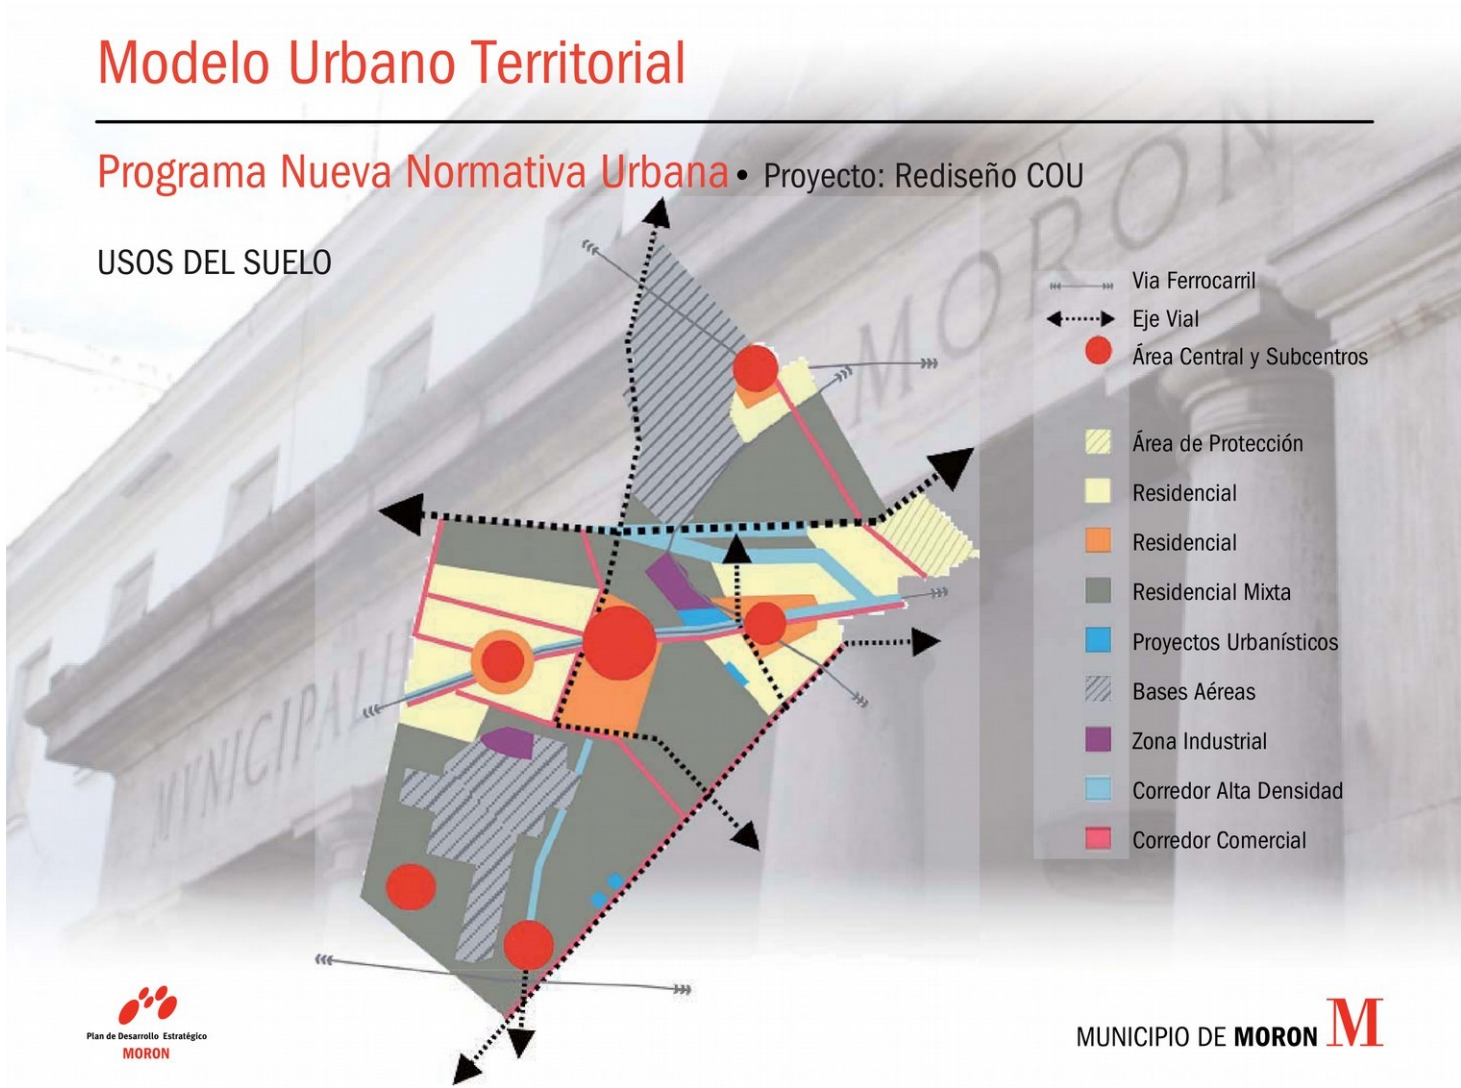 Modelo Urbano Territorial
Programa Nueva Normativa Urbana • Proyecto: Rediseño COU
USOS DEL SUELO
MORON
MVNICIPALI
Via Ferrocarril
Eje Vial
Área Central y Subcentros
Área de Protección
Residencial
Residencial
Residencial Mixta
Proyectos Urbanísticos
Bases Aéreas
Zona Industrial
Corredor Alta Densidad
Corredor Comercial
Plan de Desarrollo Estratégico
MORON
MUNICIPIO DE MORON M